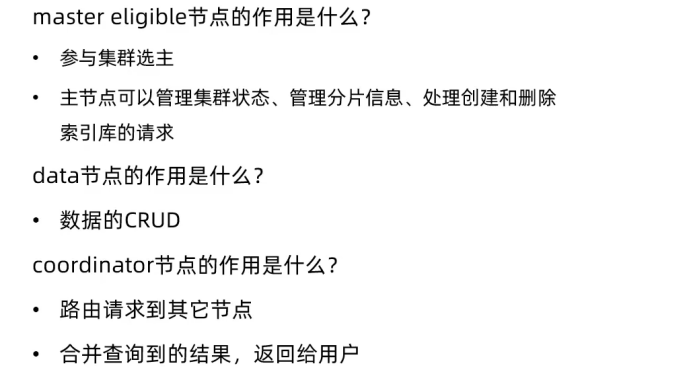 master eligible节点的作用是什么？
• 参与集群选主
• 主节点可以管理集群状态、管理分片信息、处理创建和删除
索引库的请求
data节点的作用是什么？
• 数据的CRUD
coordinator节点的作用是什么？
• 路由请求到其它节点
• 合并查询到的结果，返回给用户